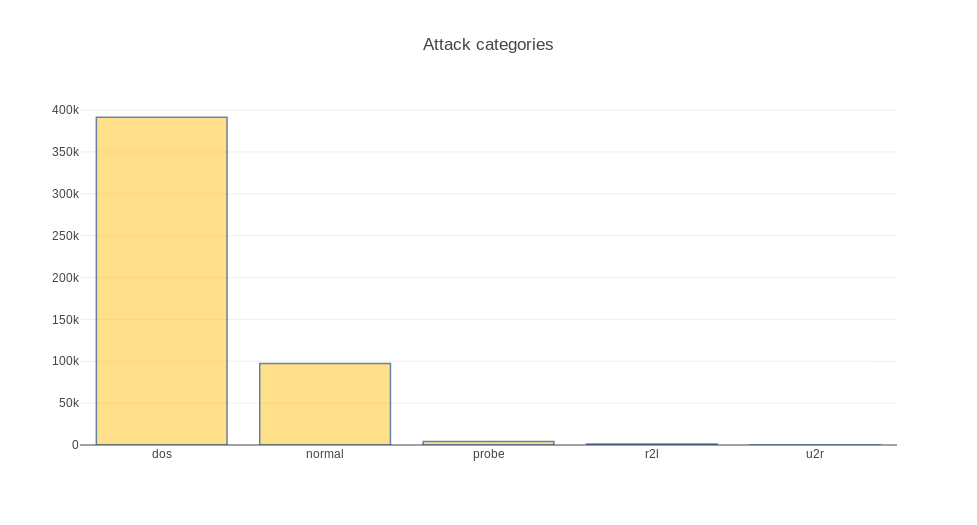 Attack categories
400k
350k
300k
250k
200k
150k
100k
50k
0
dos normal probe r2l u2r